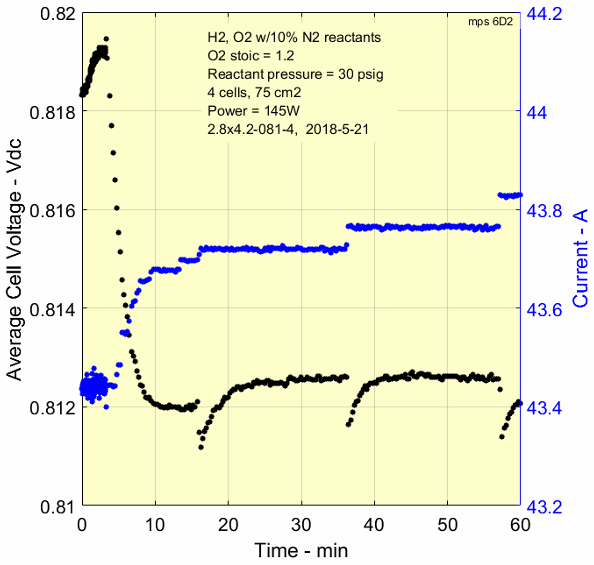 mps 6D2
H2, O2 w/10% N2 reactants
O2 stoic = 1.2
Reactant pressure = 30 psig
4 cells, 75 cm2
Power = 145W
2.8x4.2-081-4, 2018-5-21
Average Cell Voltage - Vdc
0.82
0.818
0.816
0.814
0.812
0.81
44.2
44
43.8
43.6
43.4
43.2
Current - A
0 10 20 30 40 50 60
Time - min